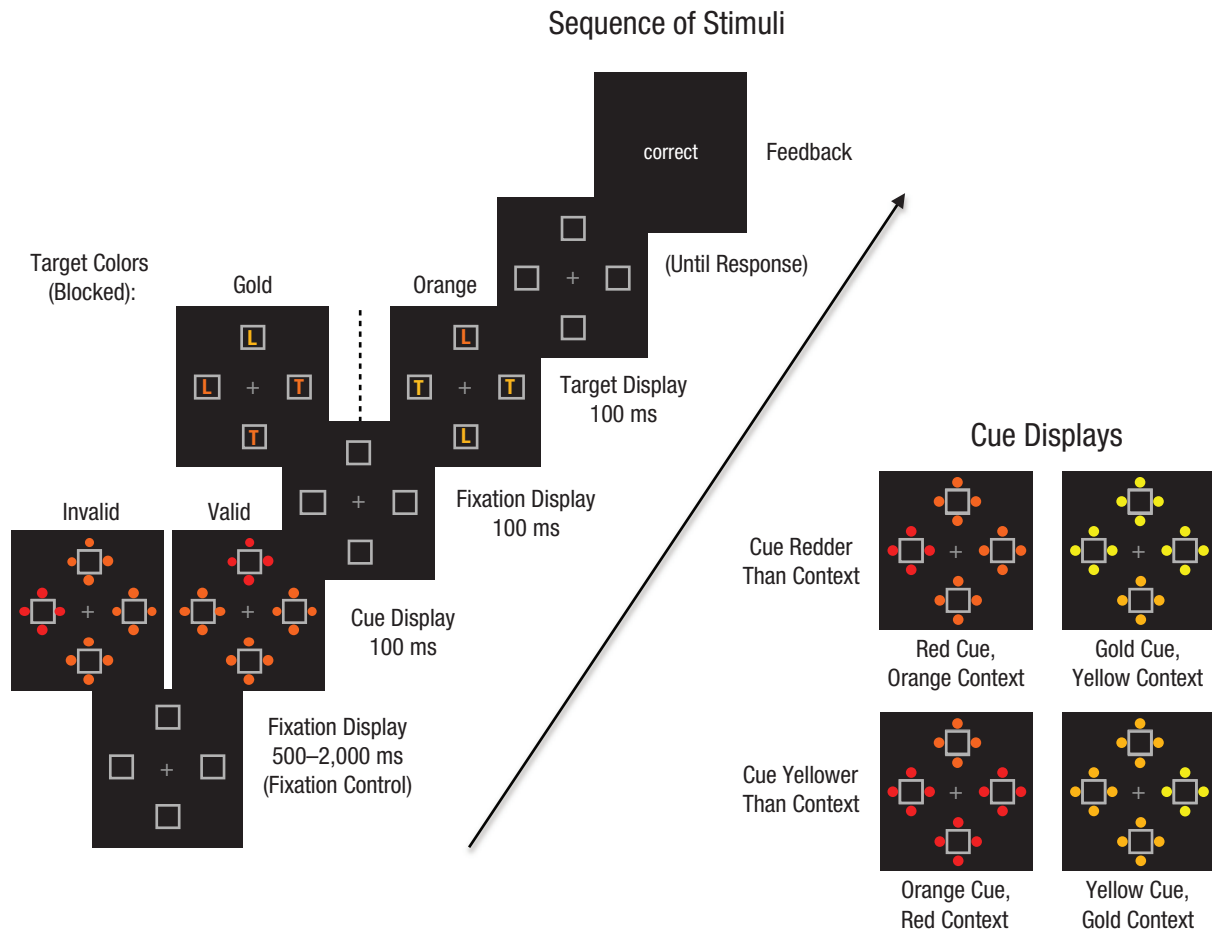 Sequence of Stimuli
correct
Feedback
(Until Response)
Target Colors
(Blocked):
Gold
Orange
L
L
T
T
L
T
T
L
Target Display
100 ms
Fixation Display
100 ms
Invalid
Valid
Cue Display
100 ms
Fixation Display
500–2,000 ms
(Fixation Control)
Cue Displays
Cue Redder
Than Context
Red Cue,
Orange Context
Gold Cue,
Yellow Context
Cue Yellower
Than Context
Orange Cue,
Red Context
Yellow Cue,
Gold Context